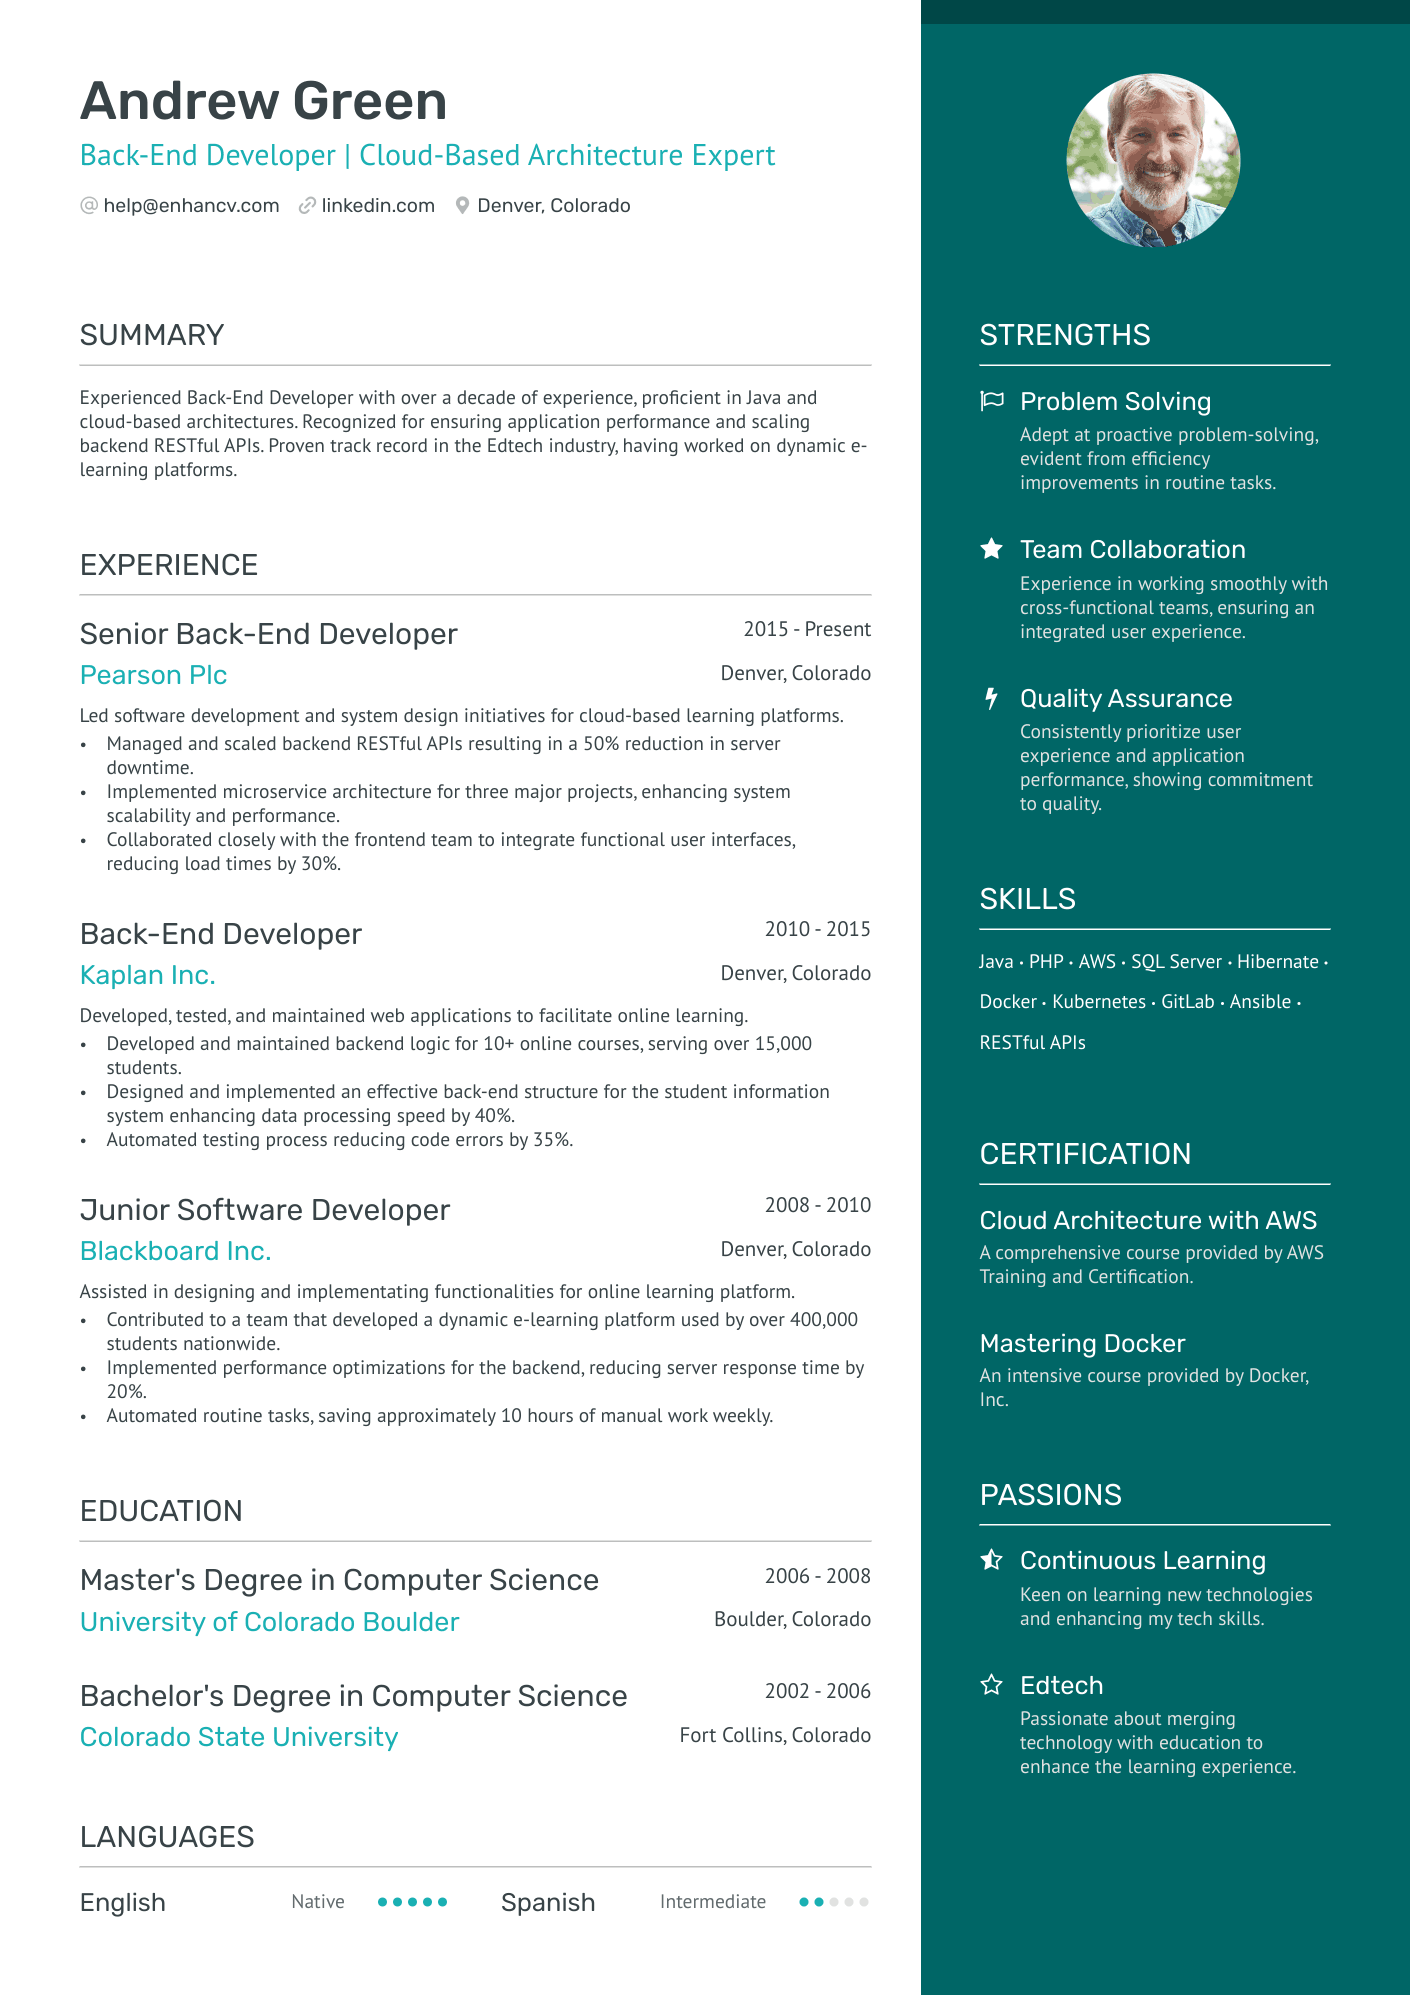 Andrew Green
Back-End Developer | Cloud-Based Architecture Expert
help@enhancv.com linkedin.com Denver, Colorado
SUMMARY
Experienced Back-End Developer with over a decade of experience, proficient in Java and
cloud-based architectures. Recognized for ensuring application performance and scaling
backend RESTful APIs. Proven track record in the Edtech industry, having worked on dynamic e-
learning platforms.
EXPERIENCE
Senior Back-End Developer 2015 - Present
Pearson Plc Denver, Colorado
Led software development and system design initiatives for cloud-based learning platforms.
• Managed and scaled backend RESTful APIs resulting in a 50% reduction in server
downtime.
• Implemented microservice architecture for three major projects, enhancing system
scalability and performance.
• Collaborated closely with the frontend team to integrate functional user interfaces,
reducing load times by 30%.
Back-End Developer 2010 - 2015
Kaplan Inc. Denver, Colorado
Developed, tested, and maintained web applications to facilitate online learning.
• Developed and maintained backend logic for 10+ online courses, serving over 15,000
students.
• Designed and implemented an effective back-end structure for the student information
system enhancing data processing speed by 40%.
• Automated testing process reducing code errors by 35%.
Junior Software Developer 2008 - 2010
Blackboard Inc. Denver, Colorado
Assisted in designing and implementating functionalities for online learning platform.
• Contributed to a team that developed a dynamic e-learning platform used by over 400,000
students nationwide.
• Implemented performance optimizations for the backend, reducing server response time by
20%.
• Automated routine tasks, saving approximately 10 hours of manual work weekly.
EDUCATION
Master's Degree in Computer Science 2006 - 2008
University of Colorado Boulder Boulder, Colorado
Bachelor's Degree in Computer Science 2002 - 2006
Colorado State University Fort Collins, Colorado
LANGUAGES
English Native Spanish Intermediate
STRENGTHS
Problem Solving
Adept at proactive problem-solving,
evident from efficiency
improvements in routine tasks.
Team Collaboration
Experience in working smoothly with
cross-functional teams, ensuring an
integrated user experience.
Quality Assurance
Consistently prioritize user
experience and application
performance, showing commitment
to quality.
SKILLS
Java · PHP · AWS · SQL Server · Hibernate ·
Docker · Kubernetes · GitLab · Ansible ·
RESTful APIs
CERTIFICATION
Cloud Architecture with AWS
A comprehensive course provided by AWS
Training and Certification.
Mastering Docker
An intensive course provided by Docker,
Inc.
PASSIONS
Continuous Learning
Keen on learning new technologies
and enhancing my tech skills.
Edtech
Passionate about merging
technology with education to
enhance the learning experience.